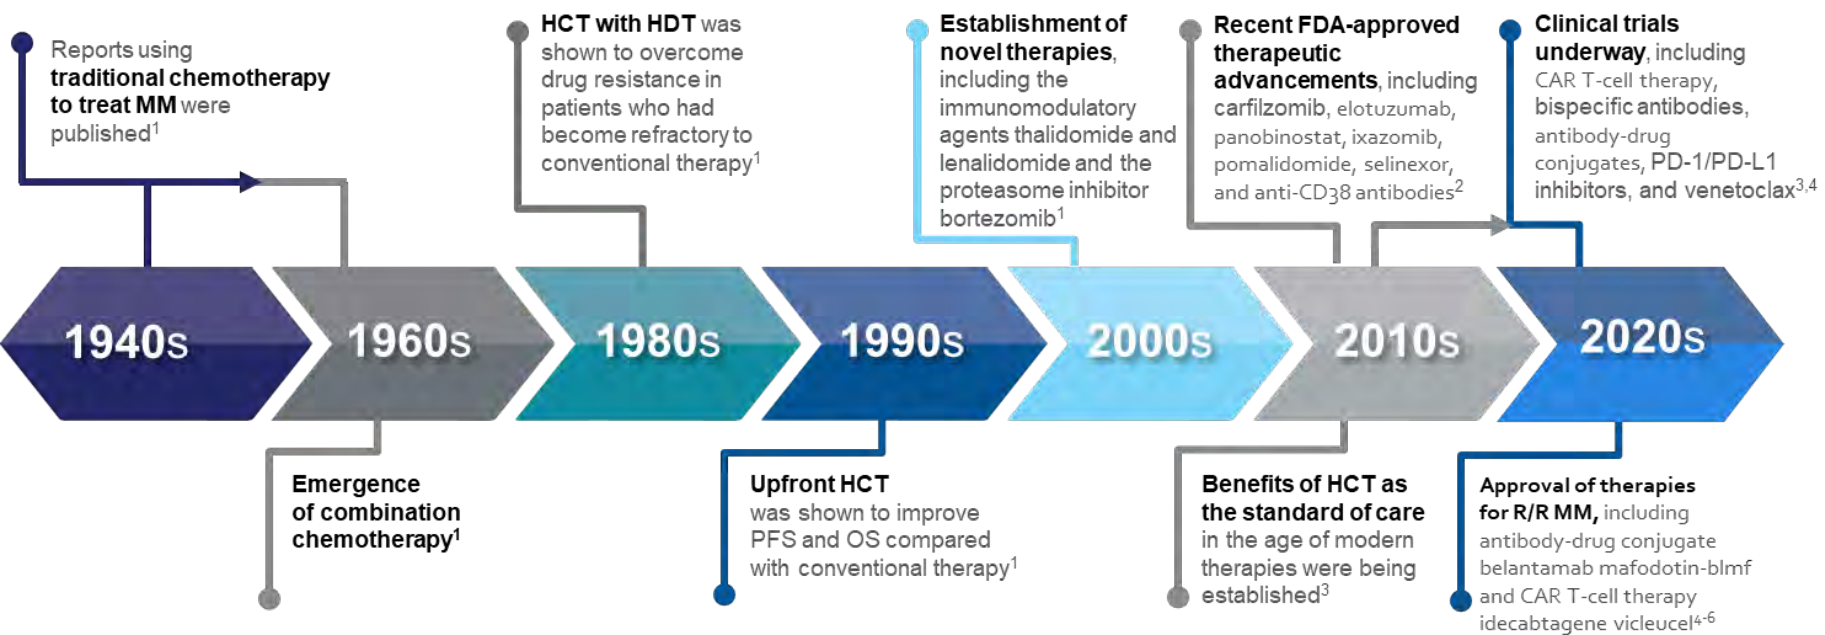 Reports using
traditional chemotherapy
to treat MM were
published1
HCT with HDT was
shown to overcome
drug resistance in
patients who had
become refractory to
conventional therapy1
Establishment of
novel therapies,
including the
immunomodulatory
agents thalidomide and
lenalidomide and the
proteasome inhibitor
bortezomib1
Recent FDA-approved
therapeutic
advancements, including
carfilzomib, elotuzumab,
panobinostat, ixazomib,
pomalidomide, selinexor,
and anti-CD38 antibodies2
Clinical trials
underway, including
CAR T-cell therapy,
bispecific antibodies,
antibody-drug
conjugates, PD-1/PD-L1
inhibitors, and venetoclax3,4
1940s
1960s
1980s
1990s
2000s
2010s
2020s
Emergence
of combination
chemotherapy1
Upfront HCT
was shown to improve
PFS and OS compared
with conventional therapy1
Benefits of HCT as
the standard of care
in the age of modern
therapies were being
established3
Approval of therapies
for R/R MM, including
antibody-drug conjugate
belantamab mafodotin-blmf
and CAR T-cell therapy
idecabtagene vicleucel4-6